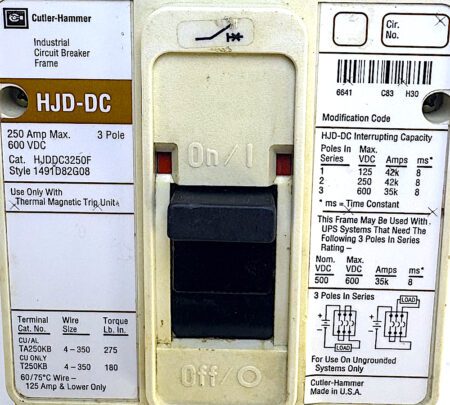 Cutler-Hammer
Industrial
Circuit Breaker
Frame
HJD-DC
250 Amp Max. 3 Pole
600 VDC
Cat. HJDDC3250F
Style 1491D82G08
Use Only With
Thermal Magnetic Trip Unit
Terminal Wire Torque
Cat. No. Size Lb. In.
CU/AL
TA250KB 4-350 275
CU ONLY
T250KB 4-350 180
60/75°C Wire –
125 Amp & Lower Only
On / I
Off / O
Cir.
No.
6641 C83 H30
Modification Code
HJD-DC Interrupting Capacity
Poles In Max.
Series VDC Amps ms*
1 125 42k 8
2 250 42k 8
3 600 35k 8
* ms = Time Constant
This Frame May Be Used With
UPS Systems That Need The
Following 3 Poles In Series
Rating –
Nom. Max.
VDC VDC Amps ms*
500 600 35k 8
3 Poles In Series
LOAD
LOAD
For Use On Ungrounded
Systems Only
Cutler-Hammer
Made in U.S.A.